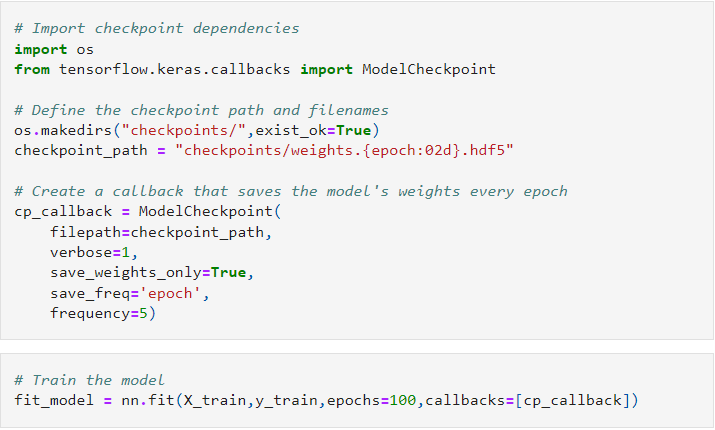 # Import checkpoint dependencies
import os
from tensorflow.keras.callbacks import ModelCheckpoint
# Define the checkpoint path and filenames
os.makedirs("checkpoints/",exist_ok=True)
checkpoint_path = "checkpoints/weights.{epoch:02d}.hdf5"
# Create a callback that saves the model's weights every epoch
cp_callback = ModelCheckpoint(
    filepath=checkpoint_path,
    verbose=1,
    save_weights_only=True,
    save_freq='epoch',
    frequency=5)
# Train the model
fit_model = nn.fit(X_train,y_train,epochs=100,callbacks=[cp_callback])